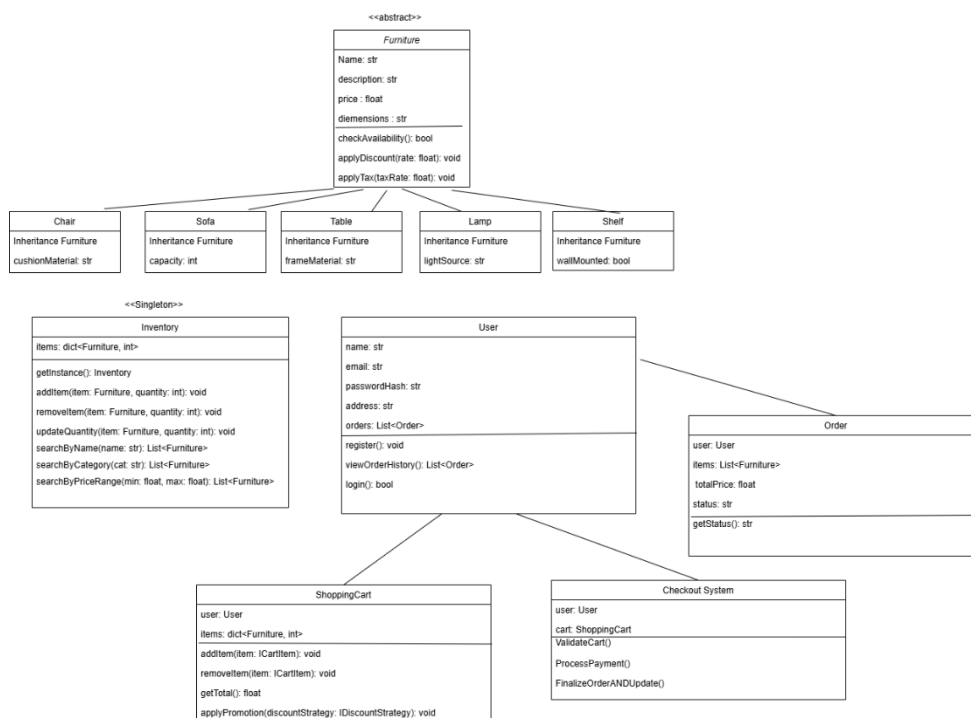 <<abstract>>
Furniture
Name: str
description: str
price : float
diemensions : str
checkAvailability(): bool
applyDiscount(rate: float): void
applyTax(taxRate: float): void
Chair
Inheritance Furniture
cushionMaterial: str
Sofa
Inheritance Furniture
capacity: int
Table
Inheritance Furniture
frameMaterial: str
Lamp
Inheritance Furniture
lightSource: str
Shelf
Inheritance Furniture
wallMounted: bool
<<Singleton>>
Inventory
items: dict<Furniture, int>
getInstance(): Inventory
addItem(item: Furniture, quantity: int): void
removeItem(item: Furniture, quantity: int): void
updateQuantity(item: Furniture, quantity: int): void
searchByName(name: str): List<Furniture>
searchByCategory(cat: str): List<Furniture>
searchByPriceRange(min: float, max: float): List<Furniture>
User
name: str
email: str
passwordHash: str
address: str
orders: List<Order>
register(): void
viewOrderHistory(): List<Order>
login(): bool
Order
user: User
items: List<Furniture>
totalPrice: float
status: str
getStatus(): str
ShoppingCart
user: User
items: dict<Furniture, int>
addItem(item: ICartItem): void
removeItem(item: ICartItem): void
getTotal(): float
applyPromotion(discountStrategy: IDiscountStrategy): void
Checkout System
user: User
cart: ShoppingCart
ValidateCart()
ProcessPayment()
FinalizeOrderANDUpdate()